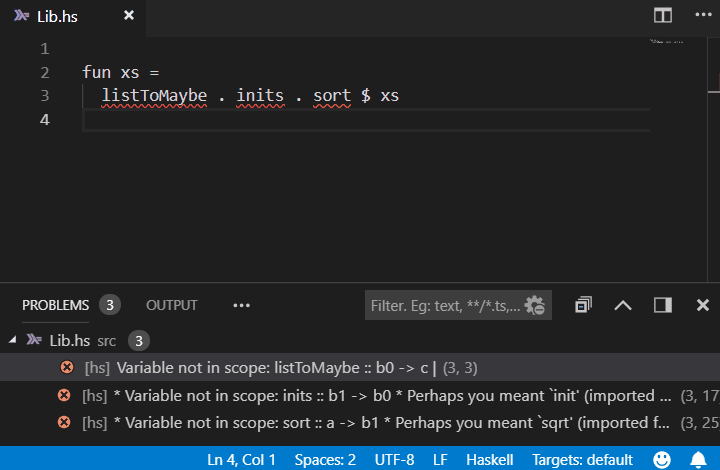 Lib.hs
1
2 fun xs =
3 listToMaybe . inits . sort $ xs
4
PROBLEMS 3 OUTPUT ••• Filter. Eg: text, **/*.ts,...
Lib.hs src 3
[hs] Variable not in scope: listToMaybe :: b0 -> c | (3, 3)
[hs] * Variable not in scope: inits :: b1 -> b0 * Perhaps you meant `init' (imported ... (3, 17
[hs] * Variable not in scope: sort :: a -> b1 * Perhaps you meant `sqrt' (imported f... (3, 25
Ln 4, Col 1 Spaces: 2 UTF-8 LF Haskell Targets: default